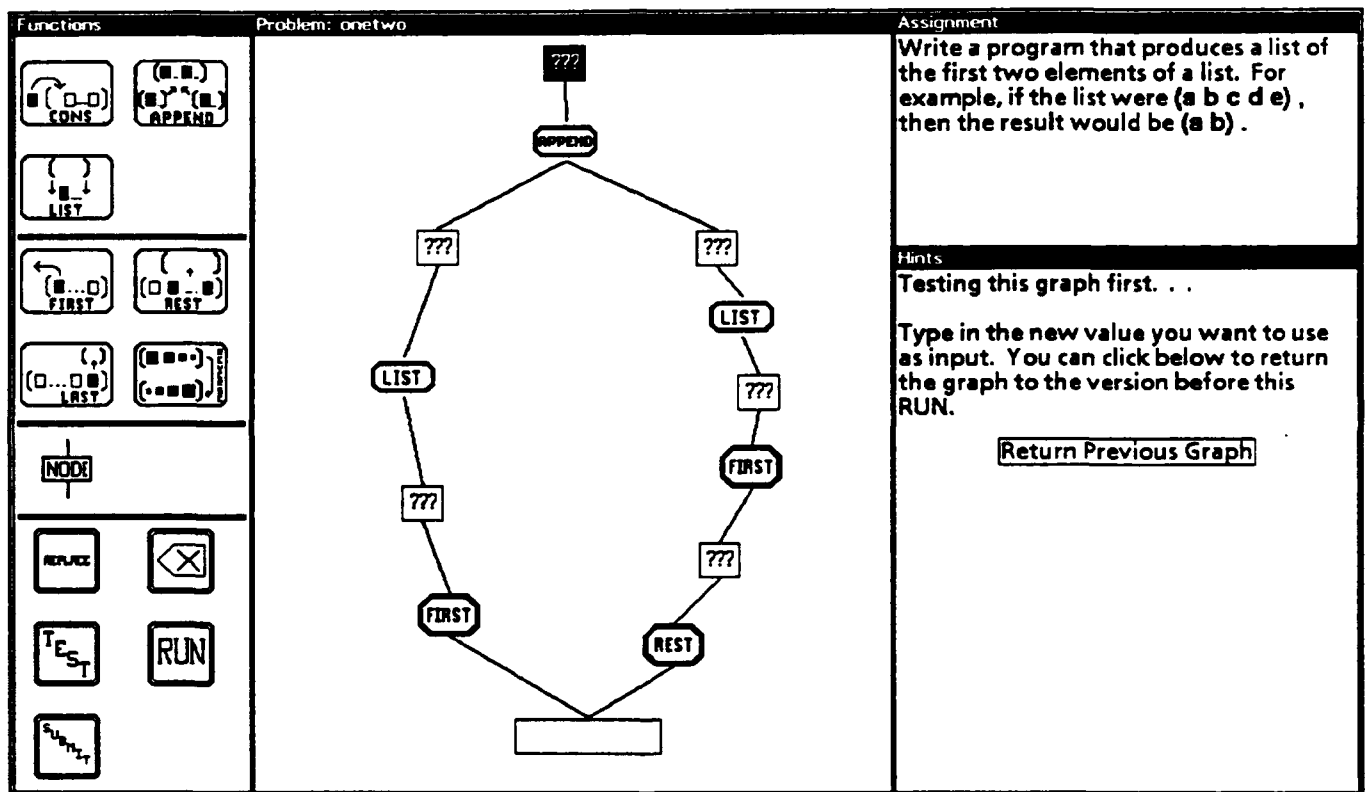 Functions
Problem: onetwo
Assignment
CONS
APPEND
LIST
FIRST
REST
LAST
NODE
TEST
RUN
SUBMIT
???
APPEND
???
???
LIST
LIST
???
???
FIRST
???
FIRST
REST
Write a program that produces a list of
the first two elements of a list. For
example, if the list were (a b c d e) ,
then the result would be (a b) .
Hints
Testing this graph first. . .
Type in the new value you want to use
as input. You can click below to return
the graph to the version before this
RUN.
Return Previous Graph